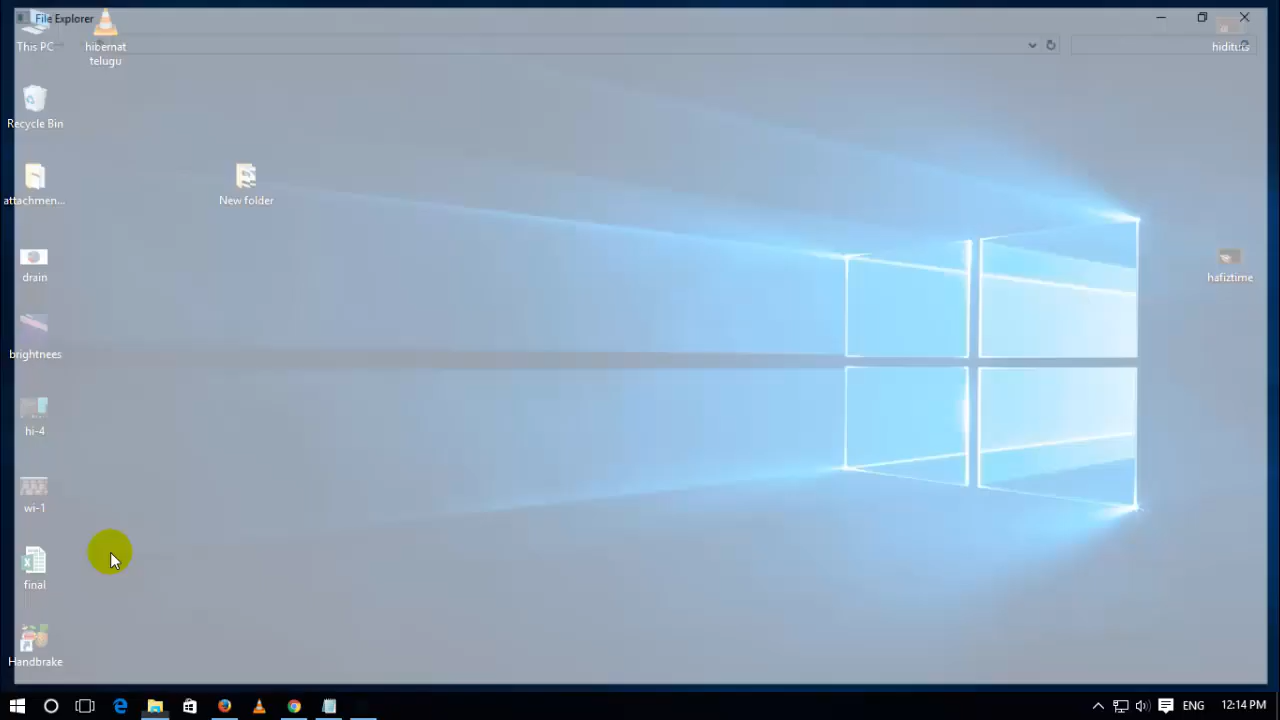 File Explorer
This PC
hibernat
telugu
hidituts
Recycle Bin
attachmen...
New folder
drain
hafiztime
brightnees
hi-4
wi-1
final
Handbrake
ENG
12:14 PM